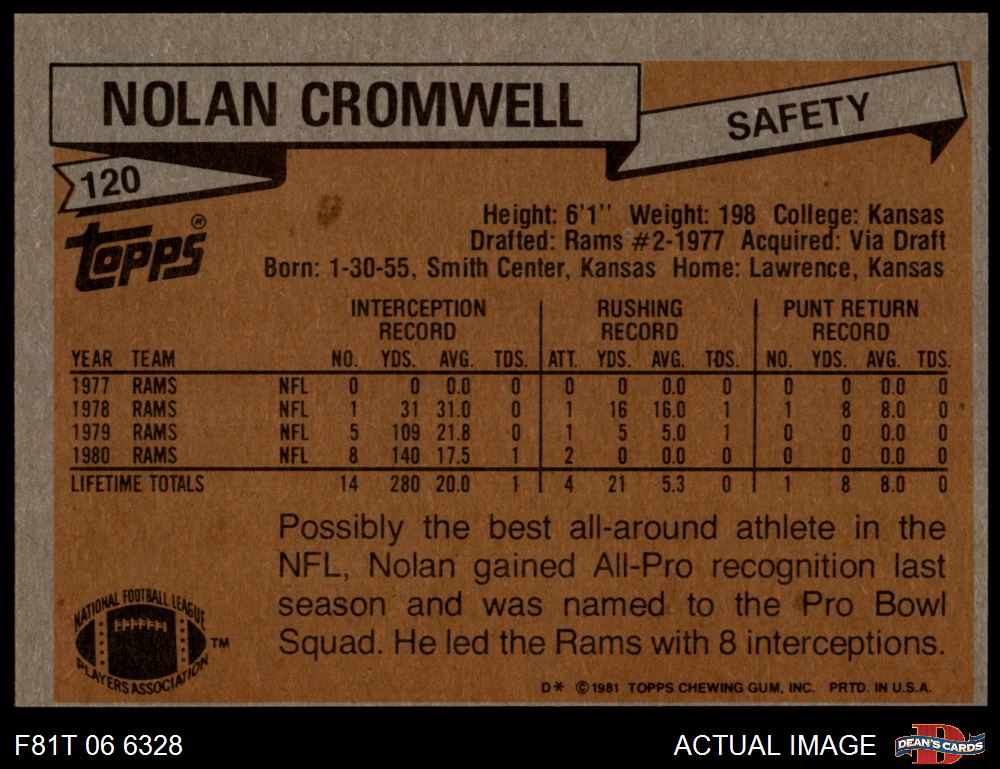 NOLAN CROMWELL
SAFETY
120
Topps®
Height: 6'1'' Weight: 198 College: Kansas
Drafted: Rams #2-1977 Acquired: Via Draft
Born: 1-30-55, Smith Center, Kansas Home: Lawrence, Kansas
INTERCEPTION RECORD RUSHING RECORD PUNT RETURN RECORD
YEAR TEAM NO. YDS. AVG. TDS. ATT. YDS. AVG. TDS. NO. YDS. AVG. TDS.
1977 RAMS NFL 0 0 0.0 0 0 0 0.0 0 0 0 0.0 0
1978 RAMS NFL 1 31 31.0 0 1 16 16.0 1 1 8 8.0 0
1979 RAMS NFL 5 109 21.8 0 1 5 5.0 1 0 0 0.0 0
1980 RAMS NFL 8 140 17.5 1 2 0 0.0 0 0 0 0.0 0
LIFETIME TOTALS 14 280 20.0 1 4 21 5.3 0 1 8 8.0 0
Possibly the best all-around athlete in the
NFL, Nolan gained All-Pro recognition last
season and was named to the Pro Bowl
Squad. He led the Rams with 8 interceptions.
NATIONAL FOOTBALL LEAGUE
PLAYERS ASSOCIATION
TM
D* ©1981 TOPPS CHEWING GUM, INC. PRTD. IN U.S.A.
F81T 06 6328
ACTUAL IMAGE
D
DEAN'S CARDS